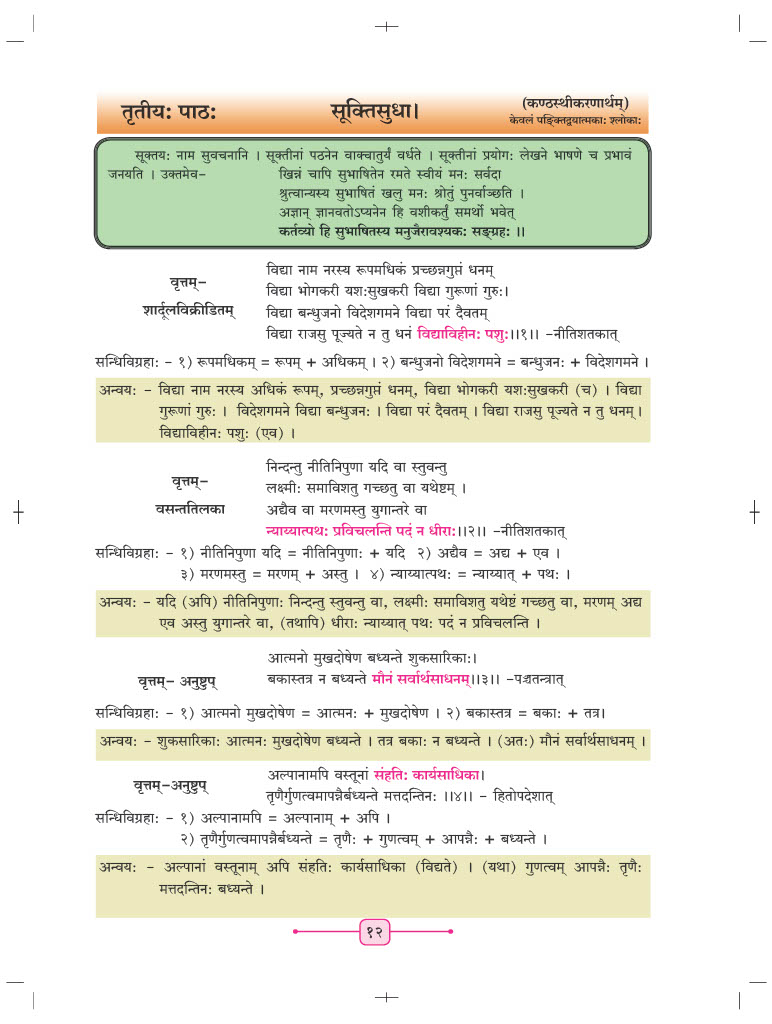 तृतीय: पाठ:
सूक्तिसुधा।
(कण्ठस्थीकरणार्थम्)
केवलं पङ्क्तिद्वयात्मका: श्लोका:
सूक्तय: नाम सुवचनानि । सूक्तीनां पठनेन वाक्चातुर्यं वर्धते । सूक्तीनां प्रयोग: लेखने भाषणे च प्रभावं
जनयति । उक्तमेव– खिन्नं चापि सुभाषितेन रमते स्वीयं मन: सर्वदा
श्रुत्वान्यस्य सुभाषितं खलु मन: श्रोतुं पुनर्वाञ्छति ।
अज्ञान् ज्ञानवतोऽप्यनेन हि वशीकर्तुं समर्थो भवेत्
कर्तव्यो हि सुभाषितस्य मनुजैरावश्यक: सङ्ग्रह: ।।
वृत्तम्–
शार्दूलविक्रीडितम्
विद्या नाम नरस्य रूपमधिकं प्रच्छन्नगुप्तं धनम्
विद्या भोगकरी यश:सुखकरी विद्या गुरूणां गुरु:।
विद्या बन्धुजनो विदेशगमने विद्या परं दैवतम्
विद्या राजसु पूज्यते न तु धनं विद्याविहीन: पशु:।।१।। –नीतिशतकात्
सन्धिविग्रहा: – १) रूपमधिकम् = रूपम् + अधिकम् । २) बन्धुजनो विदेशगमने = बन्धुजन: + विदेशगमने ।
अन्वय: – विद्या नाम नरस्य अधिकं रूपम्, प्रच्छन्नगुप्तं धनम्, विद्या भोगकरी यश:सुखकरी (च) । विद्या
गुरूणां गुरु: । विदेशगमने विद्या बन्धुजन: । विद्या परं दैवतम् । विद्या राजसु पूज्यते न तु धनम् ।
विद्याविहीन: पशु: (एव) ।
वृत्तम्–
वसन्ततिलका
निन्दन्तु नीतिनिपुणा यदि वा स्तुवन्तु
लक्ष्मी: समाविशतु गच्छतु वा यथेष्टम् ।
अद्यैव वा मरणमस्तु युगान्तरे वा
न्याय्यात्पथ: प्रविचलन्ति पदं न धीरा:।।२।। –नीतिशतकात्
सन्धिविग्रहा: – १) नीतिनिपुणा यदि = नीतिनिपुणा: + यदि २) अद्यैव = अद्य + एव ।
३) मरणमस्तु = मरणम् + अस्तु । ४) न्याय्यात्पथ: = न्याय्यात् + पथ: ।
अन्वय: – यदि (अपि) नीतिनिपुणा: निन्दन्तु स्तुवन्तु वा, लक्ष्मी: समाविशतु यथेष्टं गच्छतु वा, मरणम् अद्य
एव अस्तु युगान्तरे वा, (तथापि) धीरा: न्याय्यात् पथ: पदं न प्रविचलन्ति ।
वृत्तम्– अनुष्टुप्
आत्मनो मुखदोषेण बध्यन्ते शुकसारिका:।
बकास्तत्र न बध्यन्ते मौनं सर्वार्थसाधनम्।।३।। –पञ्चतन्त्रात्
सन्धिविग्रहा: – १) आत्मनो मुखदोषेण = आत्मन: + मुखदोषेण । २) बकास्तत्र = बका: + तत्र।
अन्वय: – शुकसारिका: आत्मन: मुखदोषेण बध्यन्ते । तत्र बका: न बध्यन्ते । (अत:) मौनं सर्वार्थसाधनम् ।
वृत्तम्–अनुष्टुप्
अल्पानामपि वस्तूनां संहति: कार्यसाधिका।
तृणैर्गुणत्वमापन्नैर्बध्यन्ते मत्तदन्तिन: ।।४।। – हितोपदेशात्
सन्धिविग्रहा: – १) अल्पानामपि = अल्पानाम् + अपि ।
२) तृणैर्गुणत्वमापन्नैर्बध्यन्ते = तृणै: + गुणत्वम् + आपन्नै: + बध्यन्ते ।
अन्वय: – अल्पानां वस्तूनाम् अपि संहति: कार्यसाधिका (विद्यते) । (यथा) गुणत्वम् आपन्नै: तृणै:
मत्तदन्तिन: बध्यन्ते ।
१२